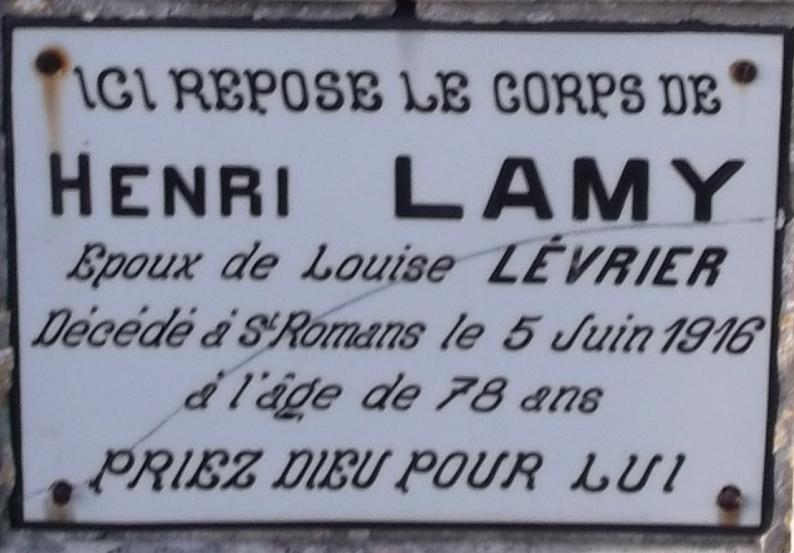 ICI REPOSE LE CORPS DE
HENRI LAMY
Epoux de Louise LÉVRIER
Décédé à St Romans le 5 Juin 1916
à l'âge de 78 ans
PRIEZ DIEU POUR LUI